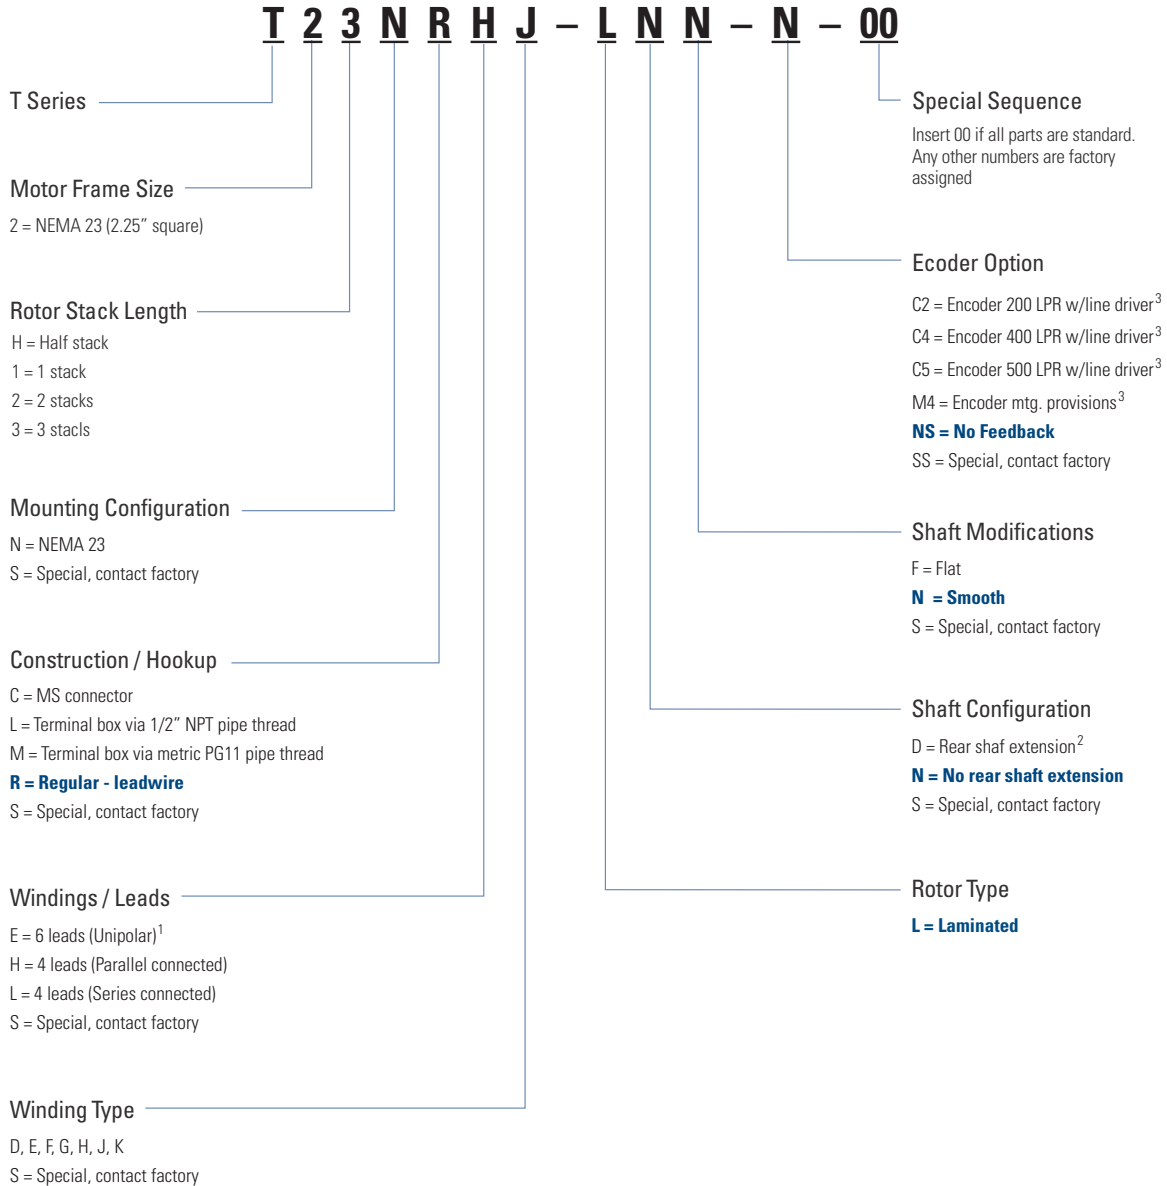 T 2 3 N R H J – L N N – N – 00
T Series
Motor Frame Size
2 = NEMA 23 (2.25” square)
Rotor Stack Length
H = Half stack
1 = 1 stack
2 = 2 stacks
3 = 3 stacls
Mounting Configuration
N = NEMA 23
S = Special, contact factory
Construction / Hookup
C = MS connector
L = Terminal box via 1/2” NPT pipe thread
M = Terminal box via metric PG11 pipe thread
R = Regular - leadwire
S = Special, contact factory
Windings / Leads
E = 6 leads (Unipolar)1
H = 4 leads (Parallel connected)
L = 4 leads (Series connected)
S = Special, contact factory
Winding Type
D, E, F, G, H, J, K
S = Special, contact factory
Special Sequence
Insert 00 if all parts are standard.
Any other numbers are factory
assigned
Ecoder Option
C2 = Encoder 200 LPR w/line driver3
C4 = Encoder 400 LPR w/line driver3
C5 = Encoder 500 LPR w/line driver3
M4 = Encoder mtg. provisions3
NS = No Feedback
SS = Special, contact factory
Shaft Modifications
F = Flat
N = Smooth
S = Special, contact factory
Shaft Configuration
D = Rear shaf extension2
N = No rear shaft extension
S = Special, contact factory
Rotor Type
L = Laminated